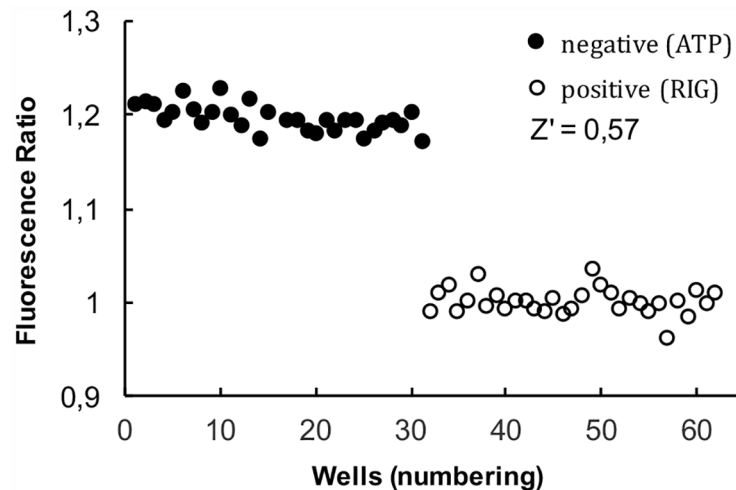 1,3
1,2
1,1
1
0,9
Fluorescence Ratio
negative (ATP)
positive (RIG)
Z' = 0,57
0 10 20 30 40 50 60
Wells (numbering)